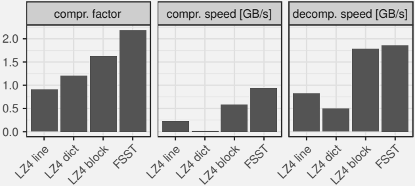 compr. factor
compr. speed [GB/s]
decomp. speed [GB/s]
2.0
1.5
1.0
0.5
0.0
LZ4 line
LZ4 dict
LZ4 block
FSST
LZ4 line
LZ4 dict
LZ4 block
FSST
LZ4 line
LZ4 dict
LZ4 block
FSST